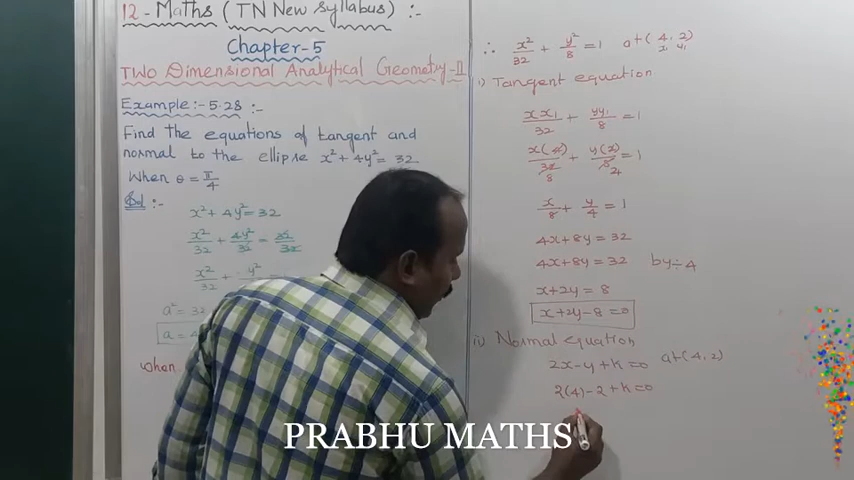 12 - Maths (TN New Syllabus) :-
Chapter-5
TWO Dimensional Analytical Geometry-II
Example:-5.28 :-
Find the equations of tangent and
normal to the ellipse x²+4y²=32
When θ = π/4
Sol :-
x²+4y²=32
x²/32 + 4y²/32 = 32/32
x²/32 + y²
a²=32
a=4
when
∴ x²/32 + y²/8 = 1 at (4, 2)
x₁ y₁
i) Tangent equation
xx₁/32 + yy₁/8 = 1
x(4)/32 + y(2)/8 = 1
8 4
x/8 + y/4 = 1
4x+8y=32
4x+8y=32 by÷4
x+2y=8
x+2y-8=0
ii) Normal equation
2x-y+k=0 at (4,2)
2(4)-2+k=0
PRABHU MATHS